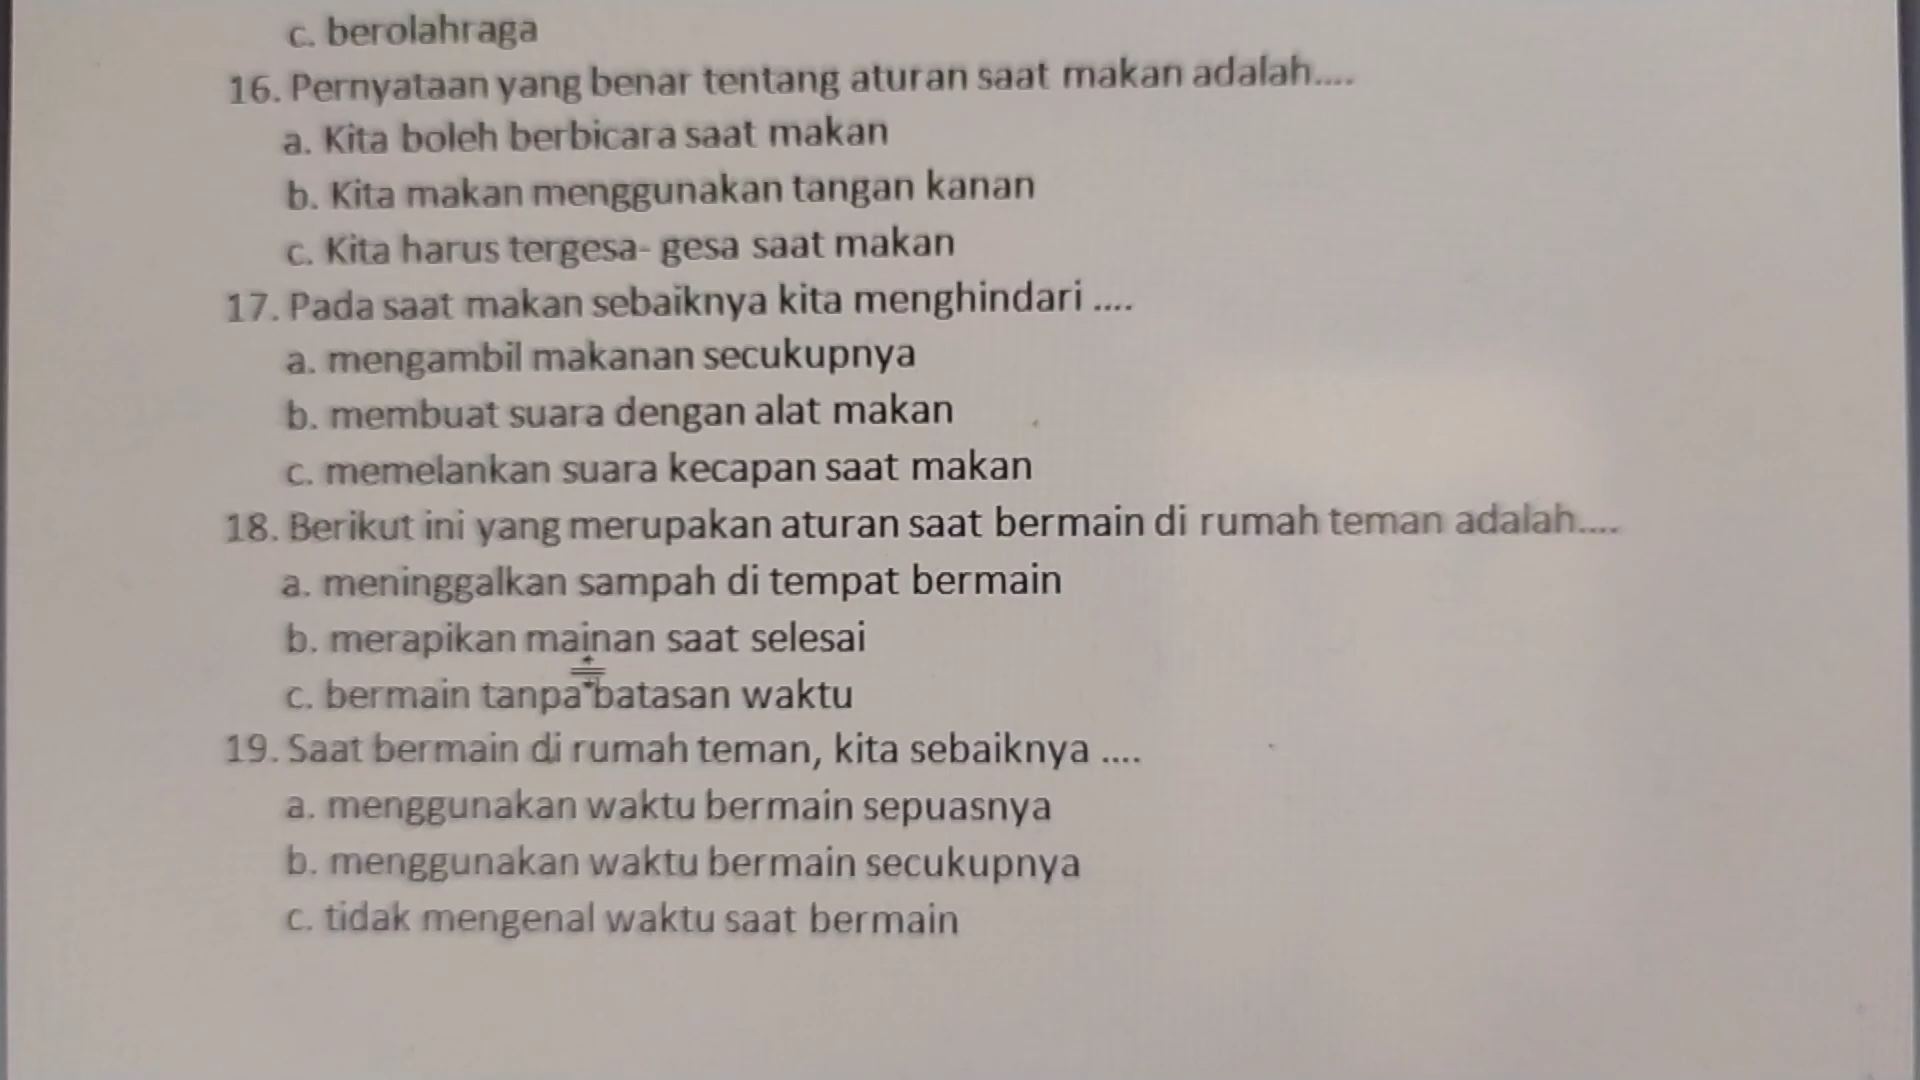 c. berolahraga
16. Pernyataan yang benar tentang aturan saat makan adalah....
a. Kita boleh berbicara saat makan
b. Kita makan menggunakan tangan kanan
c. Kita harus tergesa- gesa saat makan
17. Pada saat makan sebaiknya kita menghindari ....
a. mengambil makanan secukupnya
b. membuat suara dengan alat makan
c. memelankan suara kecapan saat makan
18. Berikut ini yang merupakan aturan saat bermain di rumah teman adalah....
a. meninggalkan sampah di tempat bermain
b. merapikan mainan saat selesai
c. bermain tanpa batasan waktu
19. Saat bermain di rumah teman, kita sebaiknya ....
a. menggunakan waktu bermain sepuasnya
b. menggunakan waktu bermain secukupnya
c. tidak mengenal waktu saat bermain